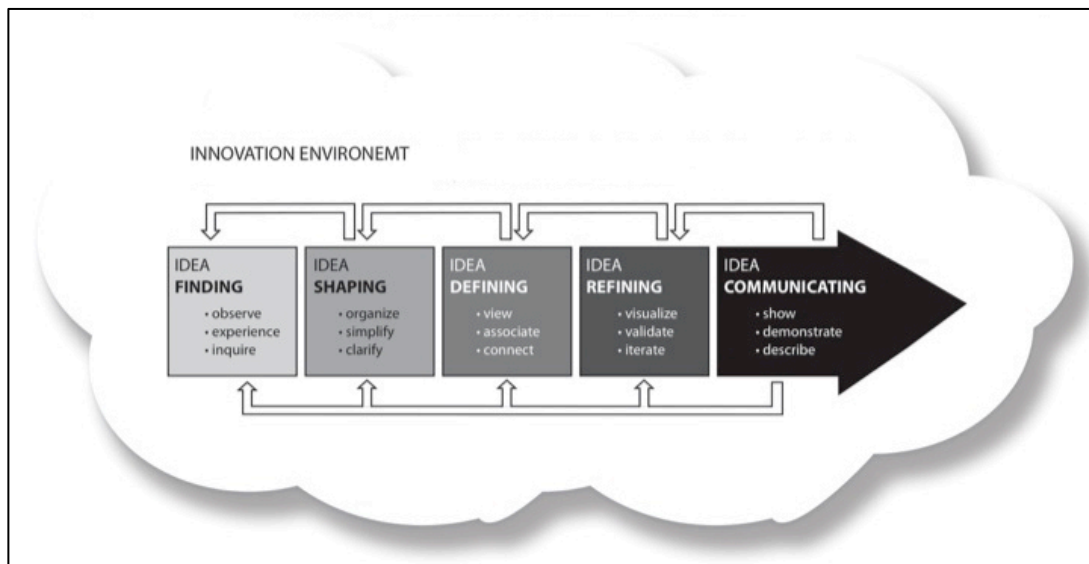 INNOVATION ENVIRONEMT
IDEA
FINDING
• observe
• experience
• inquire
IDEA
SHAPING
• organize
• simplify
• clarify
IDEA
DEFINING
• view
• associate
• connect
IDEA
REFINING
• visualize
• validate
• iterate
IDEA
COMMUNICATING
• show
• demonstrate
• describe